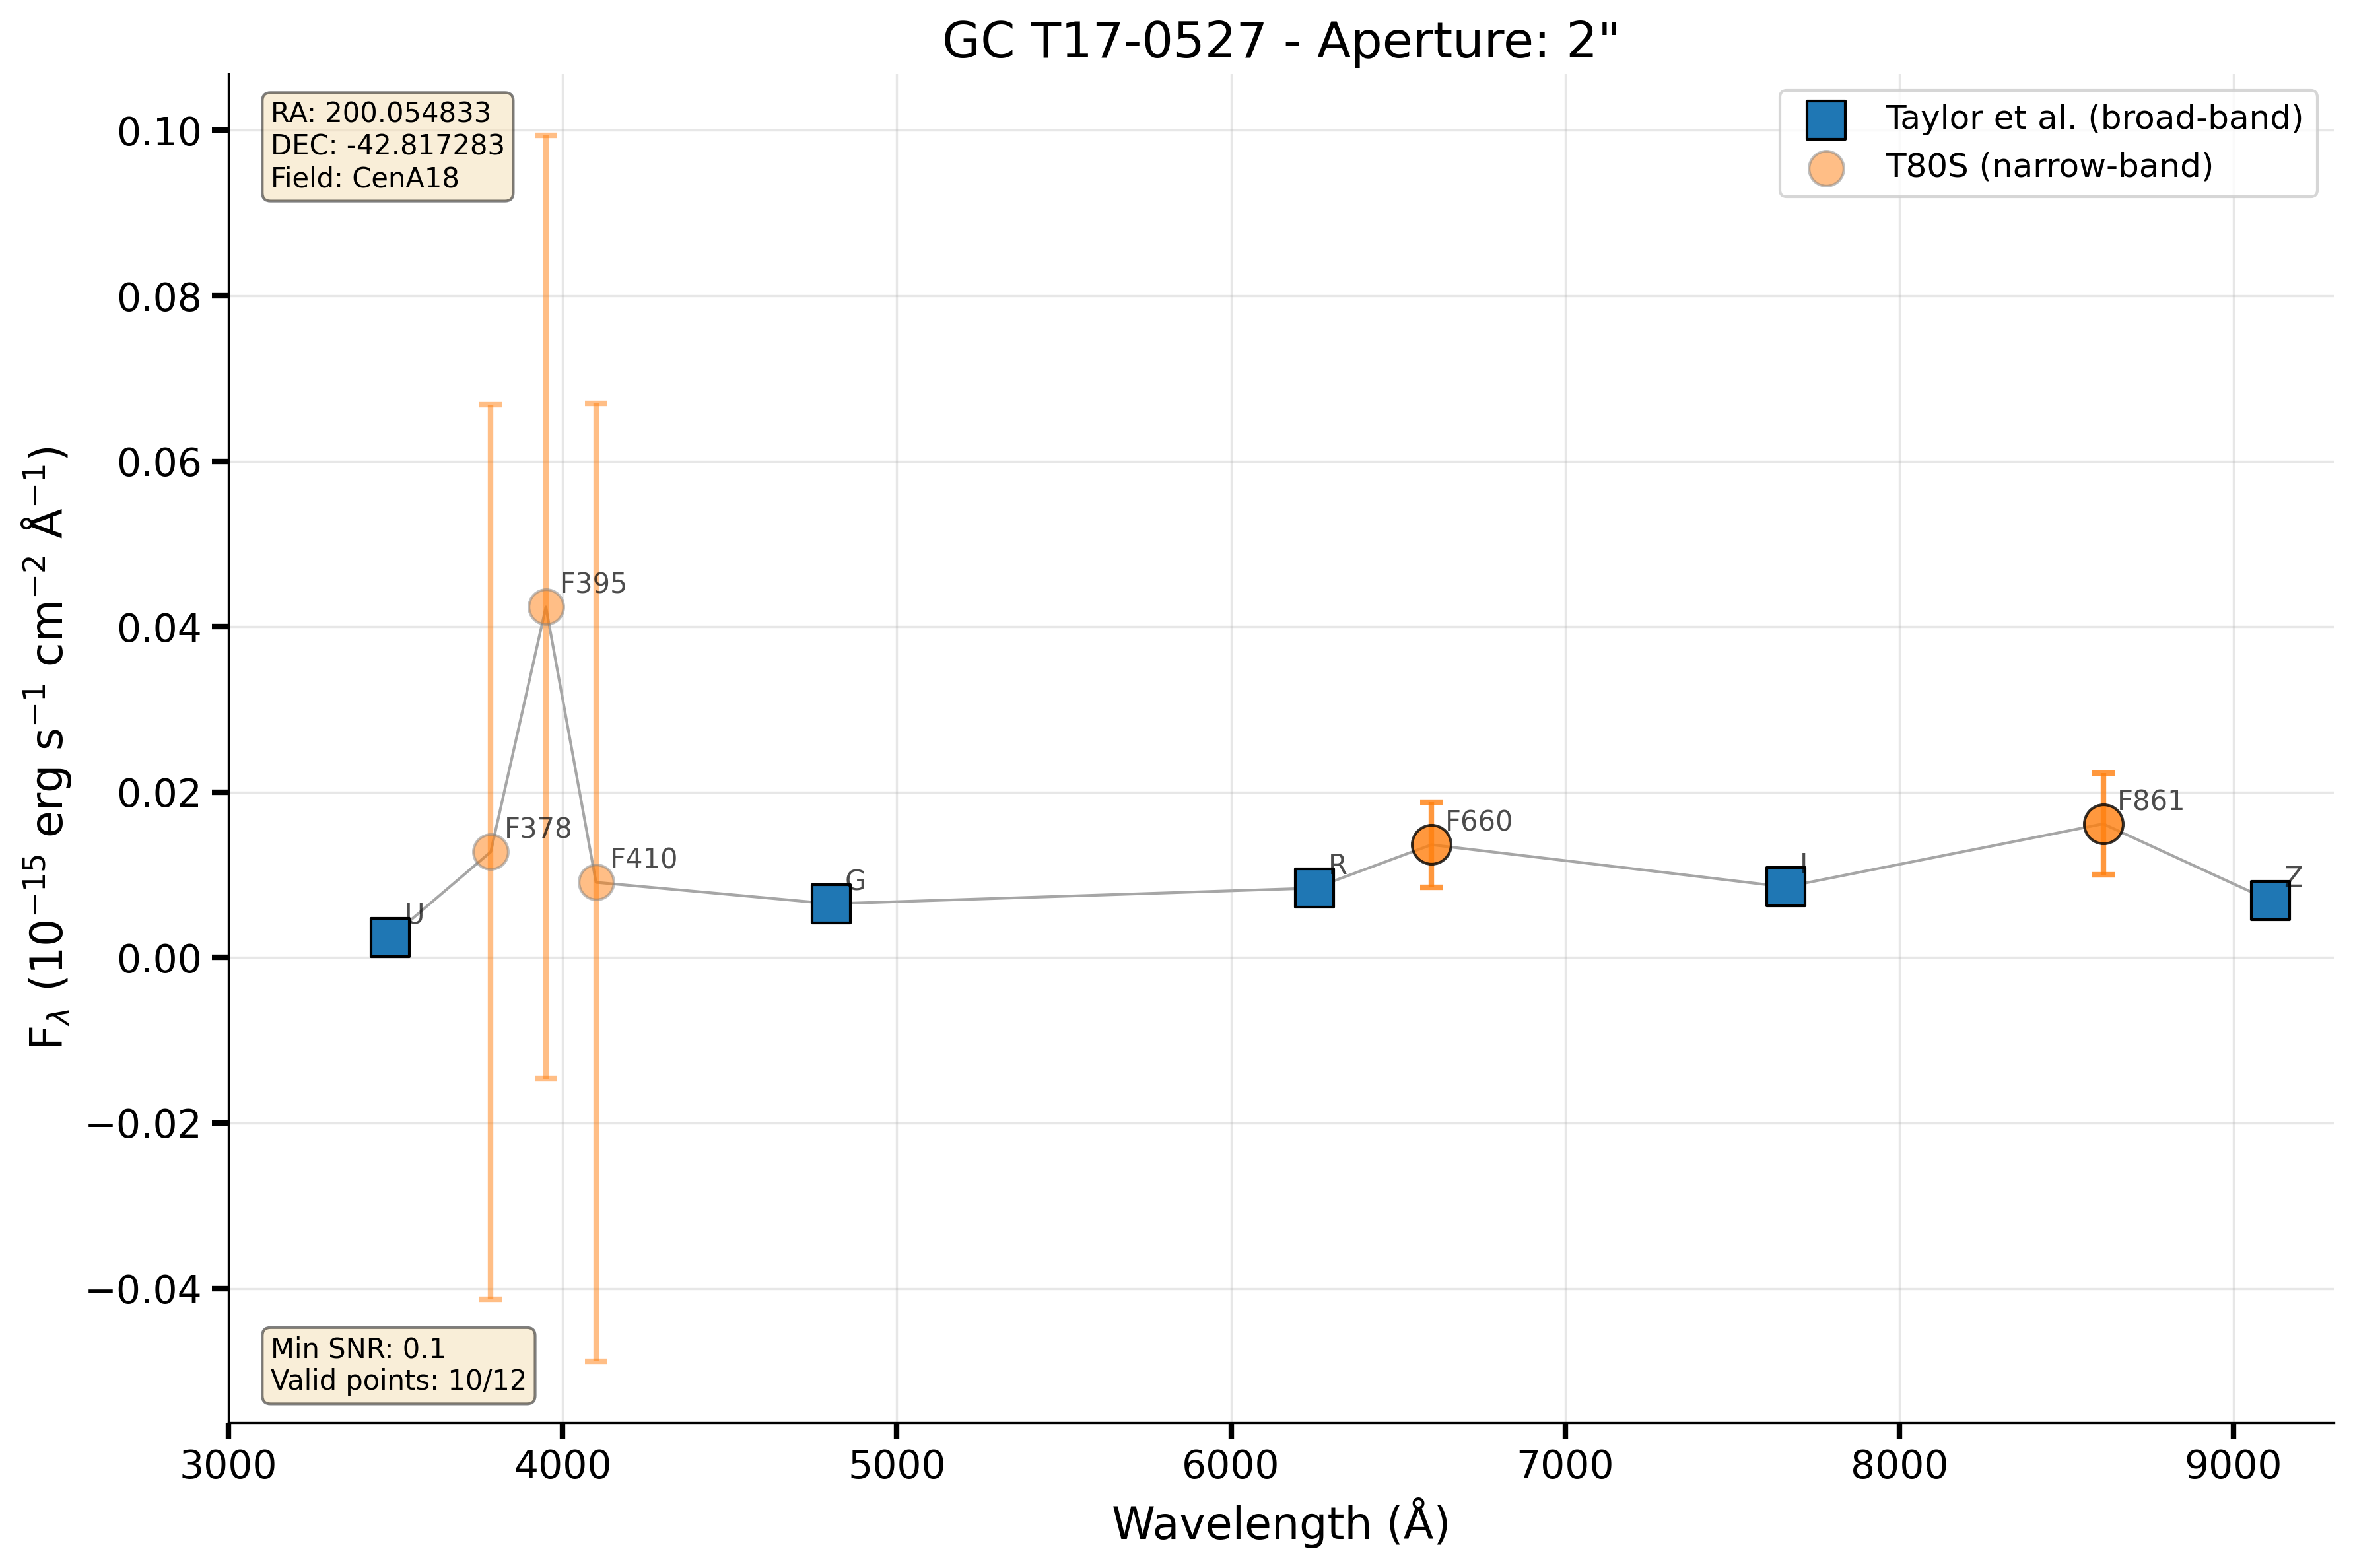 GC T17-0527 - Aperture: 2"
RA: 200.054833
DEC: -42.817283
Field: CenA18
Taylor et al. (broad-band)
T80S (narrow-band)
0.10
0.08
0.06
0.04
0.02
0.00
−0.02
−0.04
F_λ (10⁻¹⁵ erg s⁻¹ cm⁻² Å⁻¹)
U
F378
F395
F410
G
R
F660
I
F861
Z
Min SNR: 0.1
Valid points: 10/12
3000 4000 5000 6000 7000 8000 9000
Wavelength (Å)